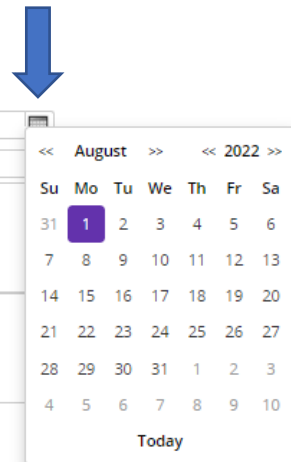 << August >> << 2022 >>
Su Mo Tu We Th Fr Sa
31 1 2 3 4 5 6
7 8 9 10 11 12 13
14 15 16 17 18 19 20
21 22 23 24 25 26 27
28 29 30 31 1 2 3
4 5 6 7 8 9 10
Today